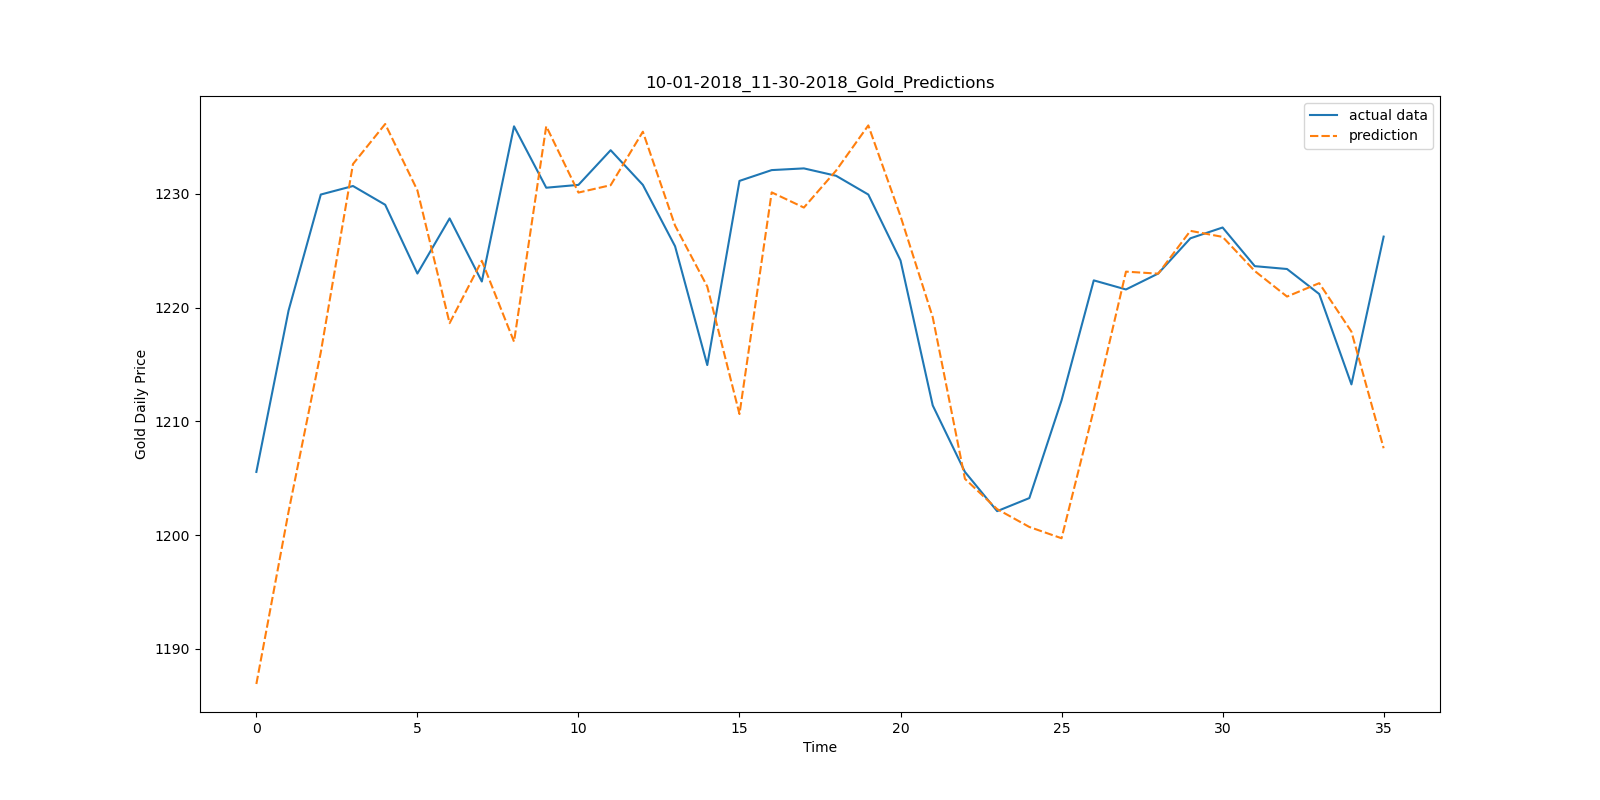 10-01-2018_11-30-2018_Gold_Predictions
actual data
prediction
Gold Daily Price
1230
1220
1210
1200
1190
0 5 10 15 20 25 30 35
Time